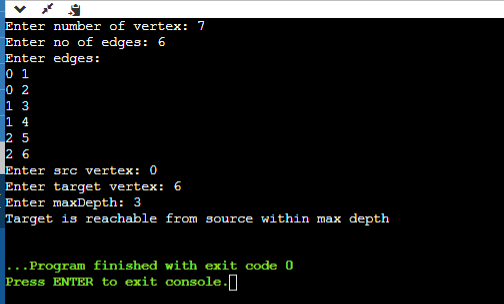 Enter number of vertex: 7
Enter no of edges: 6
Enter edges:
0 1
0 2
1 3
1 4
2 5
2 6
Enter src vertex: 0
Enter target vertex: 6
Enter maxDepth: 3
Target is reachable from source within max depth
...Program finished with exit code 0
Press ENTER to exit console.